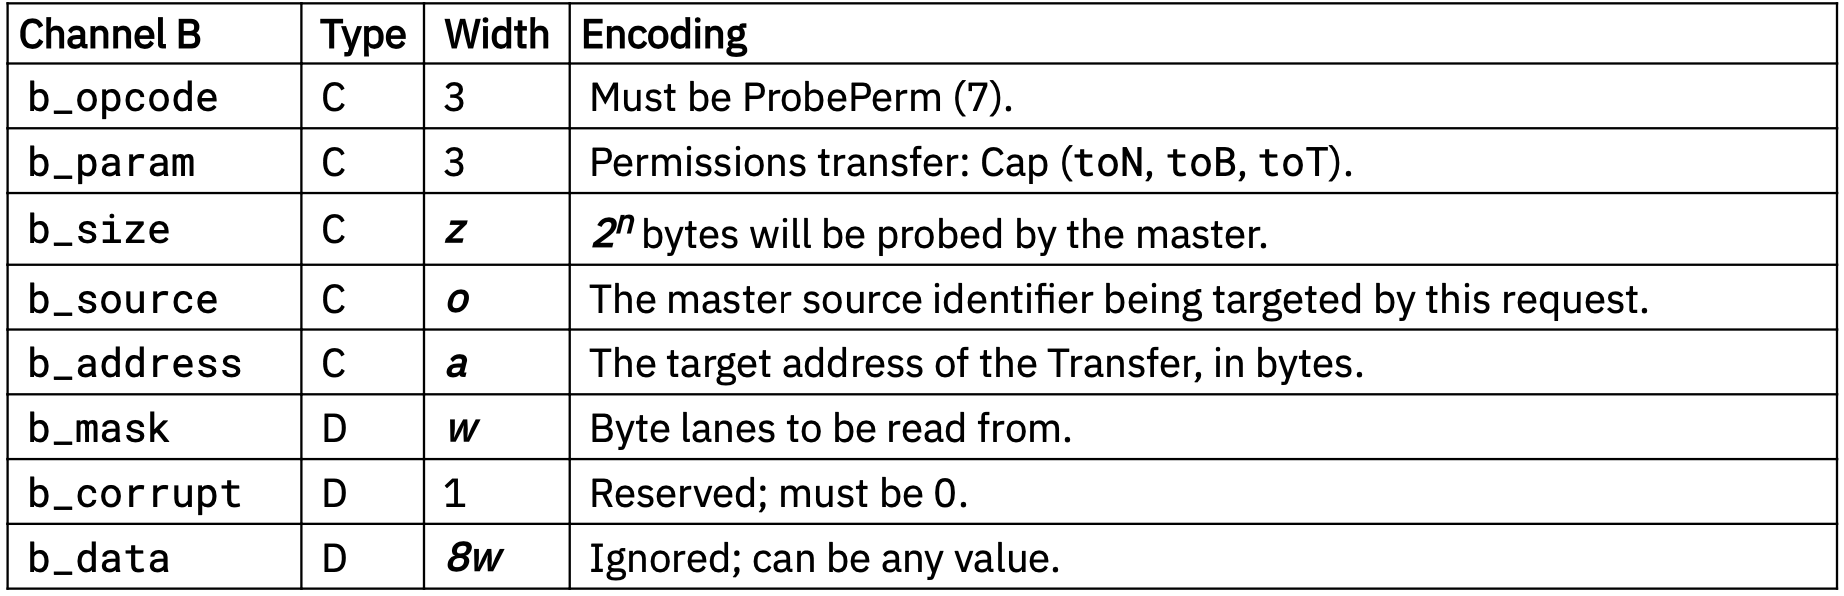 Channel B Type Width Encoding
b_opcode C 3 Must be ProbePerm (7).
b_param C 3 Permissions transfer: Cap (toN, toB, toT).
b_size C z 2ⁿ bytes will be probed by the master.
b_source C o The master source identifier being targeted by this request.
b_address C a The target address of the Transfer, in bytes.
b_mask D w Byte lanes to be read from.
b_corrupt D 1 Reserved; must be 0.
b_data D 8w Ignored; can be any value.